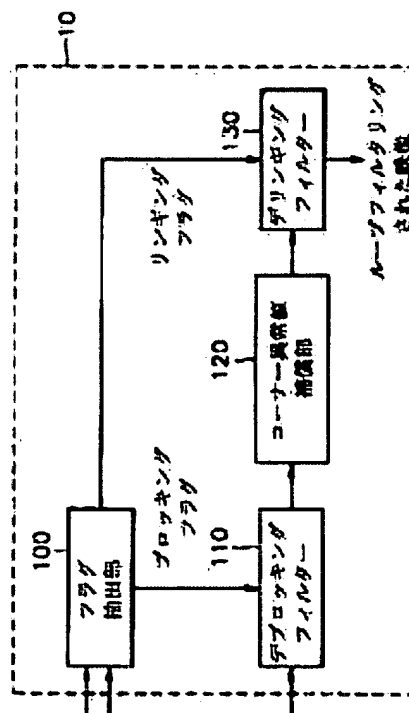 10
100
フラグ
抽出部
リンギング
フラグ
ブロッキング
フラグ
110
デブロッキング
フィルター
120
コーナー異常値
補償部
130
デリンギング
フィルター
ループフィルタリング
された映像